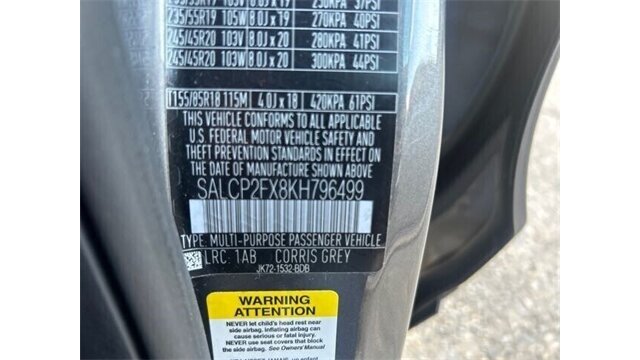 235/55R19 105W 8.0J x 19 270KPA 40PSI
245/45R20 103V 8.0J x 20 280KPA 41PSI
245/45R20 103W 8.0J x 20 300KPA 44PSI
T155/85R18 115M 4.0J x 18 420KPA 61PSI
THIS VEHICLE CONFORMS TO ALL APPLICABLE
U.S. FEDERAL MOTOR VEHICLE SAFETY AND
THEFT PREVENTION STANDARDS IN EFFECT ON
THE DATE OF MANUFACTURE SHOWN ABOVE.
SALCP2FX8KH796499
TYPE: MULTI-PURPOSE PASSENGER VEHICLE
LRC: 1AB CORRIS GREY
JK72-1532-BDB
WARNING
ATTENTION
NEVER let child's head rest near
side airbag. Inflating airbag can
cause serious or fatal injury.
NEVER use seat covers that block
the side airbag. See Owners' Manual.